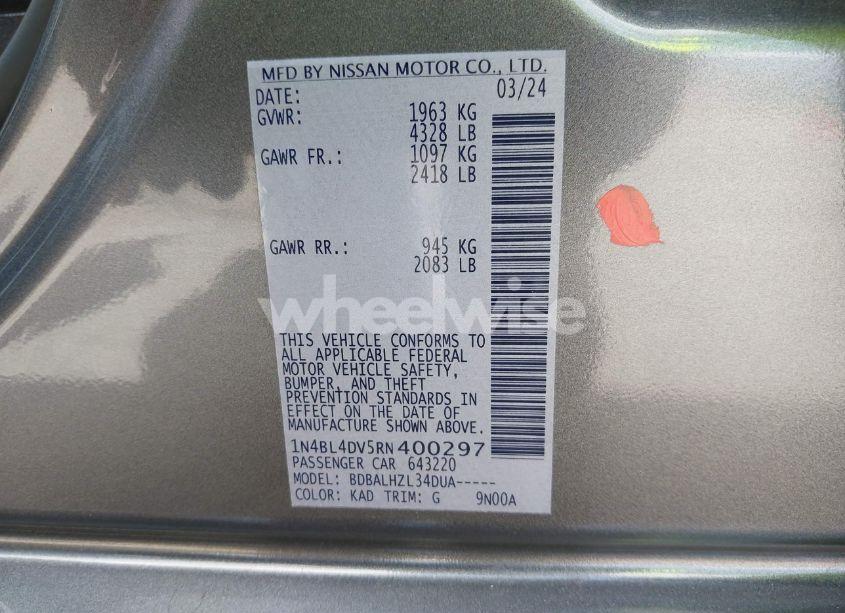 MFD BY NISSAN MOTOR CO., LTD.
DATE: 03/24
GVWR: 1963 KG
4328 LB
GAWR FR.: 1097 KG
2418 LB
GAWR RR.: 945 KG
2083 LB
wheelwise
THIS VEHICLE CONFORMS TO
ALL APPLICABLE FEDERAL
MOTOR VEHICLE SAFETY,
BUMPER, AND THEFT
PREVENTION STANDARDS IN
EFFECT ON THE DATE OF
MANUFACTURE SHOWN ABOVE.
1N4BL4DV5RN400297
PASSENGER CAR 643220
MODEL: BDBALHZL34DUA-----
COLOR: KAD TRIM: G 9N00A